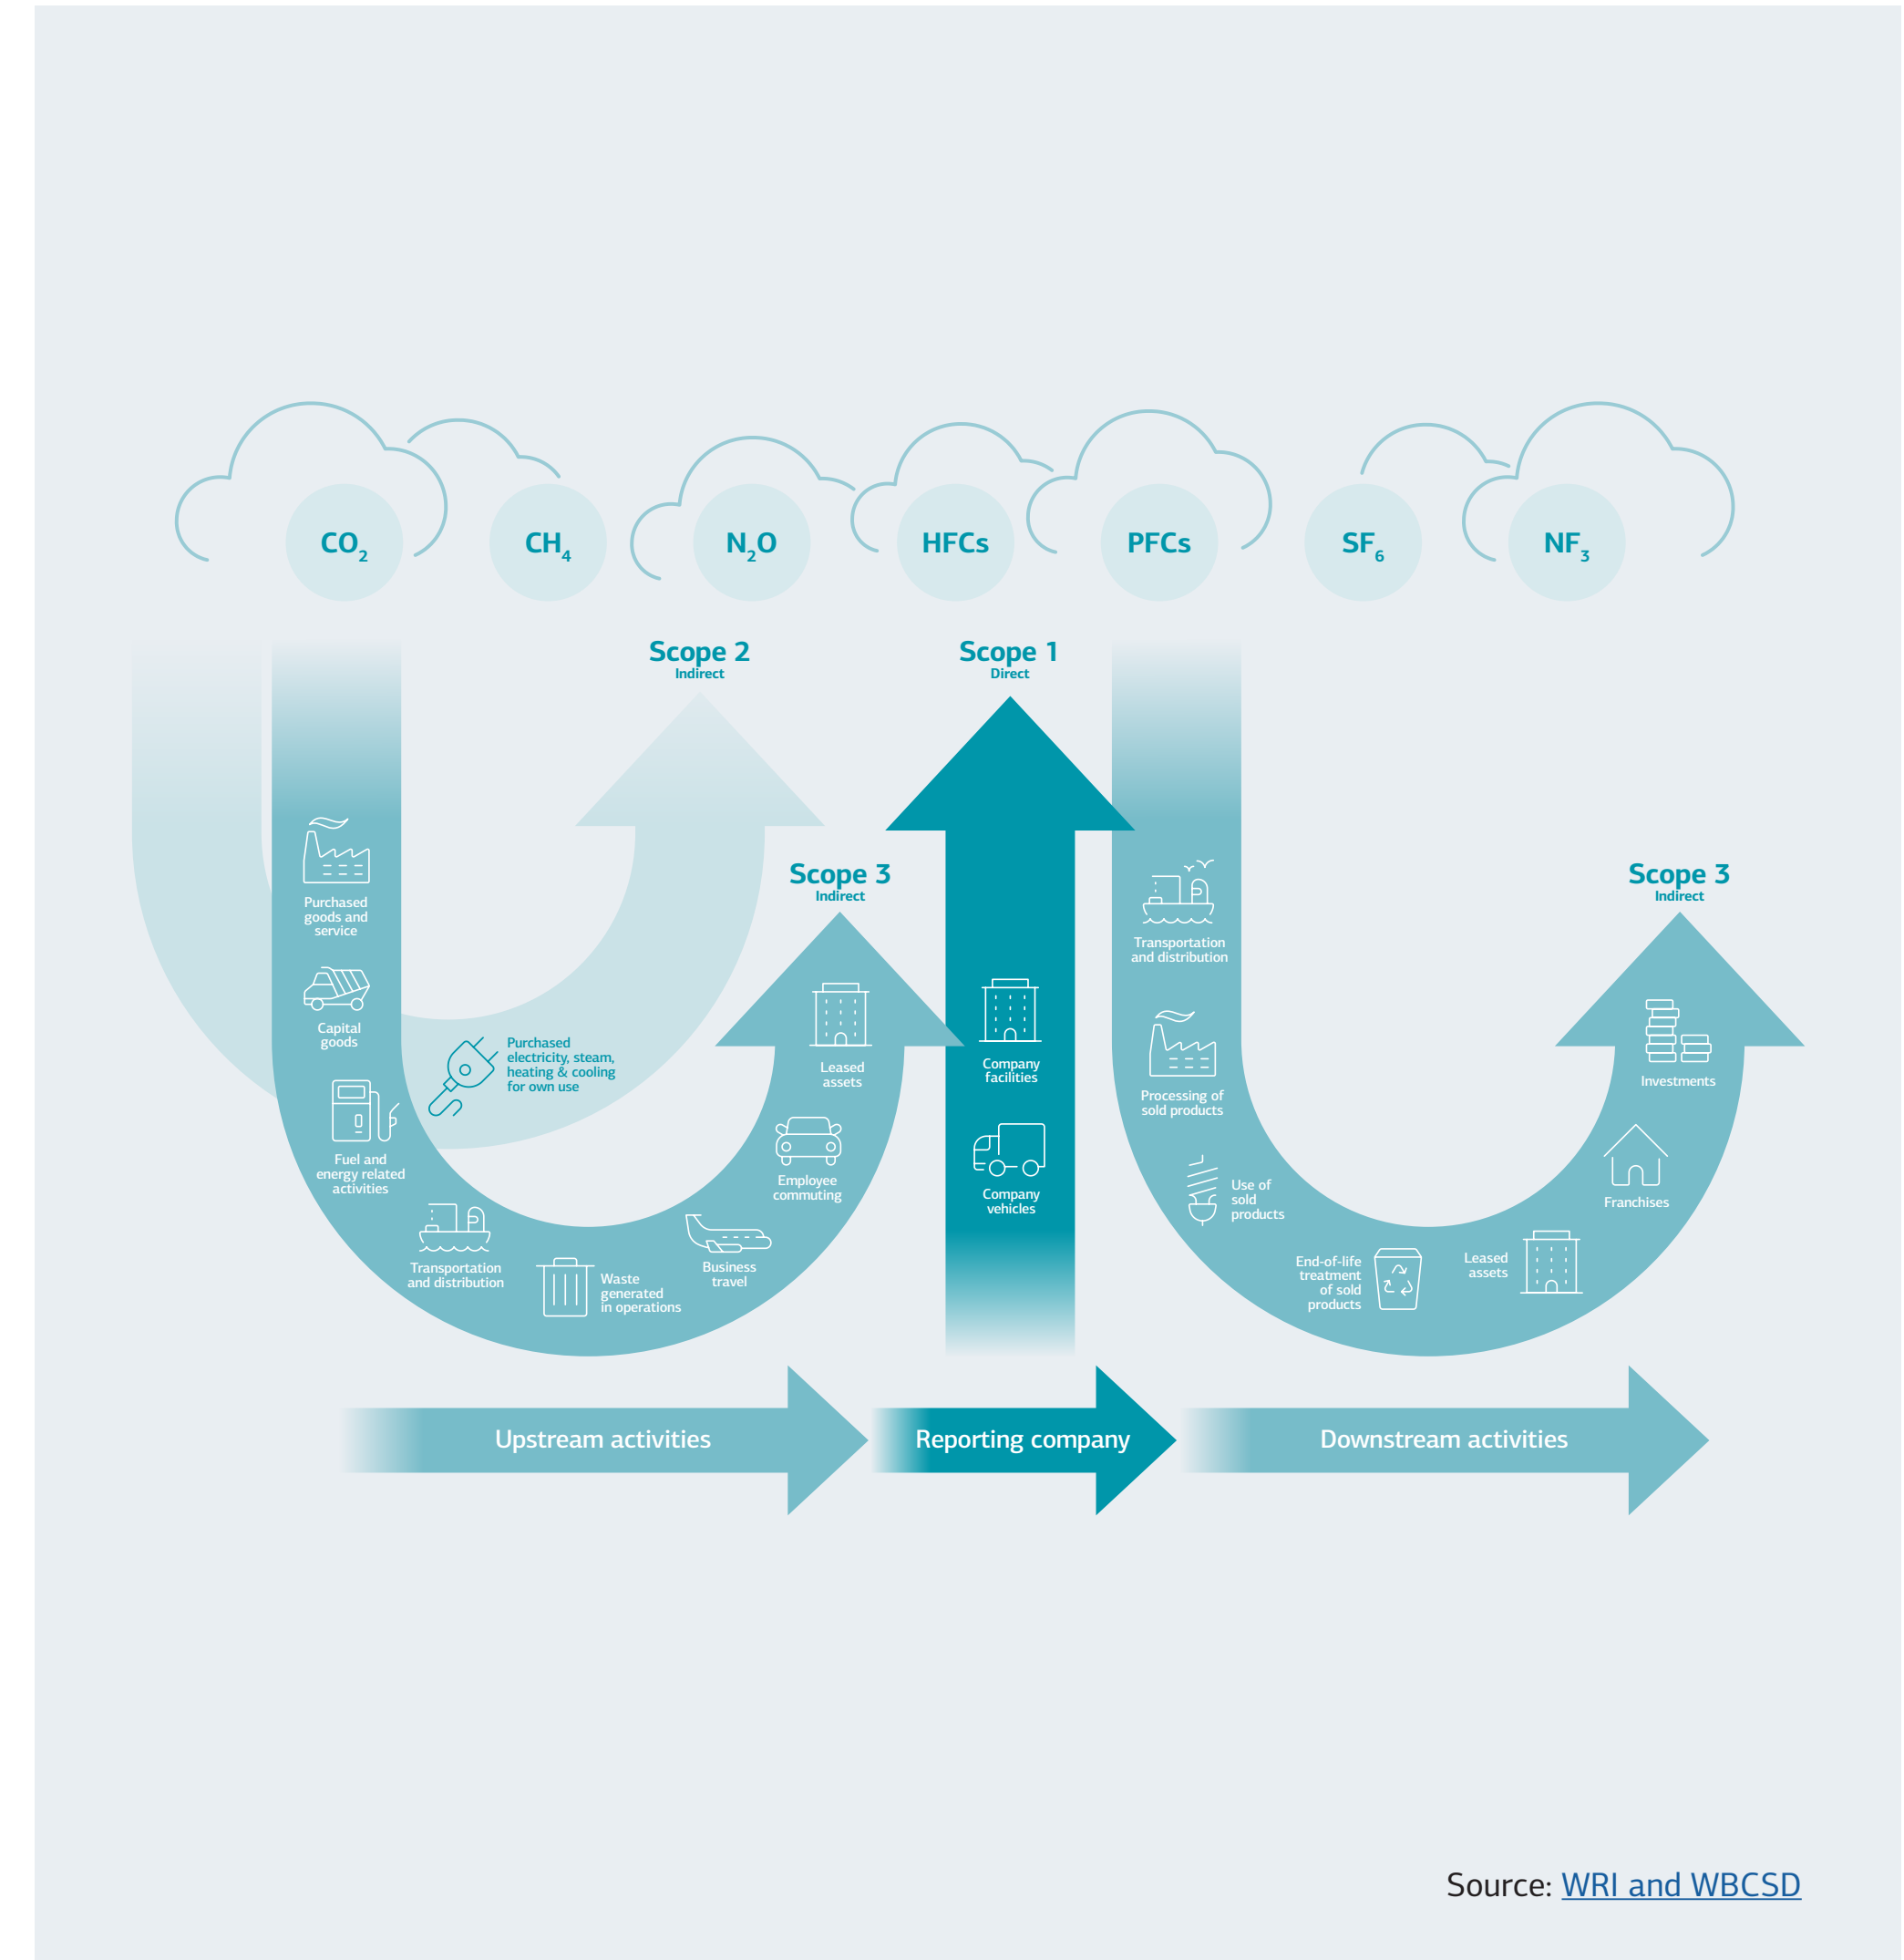 CO2
CH4
N2O
HFCs
PFCs
SF6
NF3
Scope 2
Indirect
Scope 1
Direct
Scope 3
Indirect
Scope 3
Indirect
Purchased
goods and
service
Capital
goods
Fuel and
energy related
activities
Purchased
electricity, steam,
heating & cooling
for own use
Transportation
and distribution
Waste
generated
in operations
Business
travel
Employee
commuting
Leased
assets
Company
facilities
Company
vehicles
Transportation
and distribution
Processing of
sold products
Use of
sold
products
End-of-life
treatment
of sold
products
Leased
assets
Franchises
Investments
Upstream activities
Reporting company
Downstream activities
Source: WRI and WBCSD